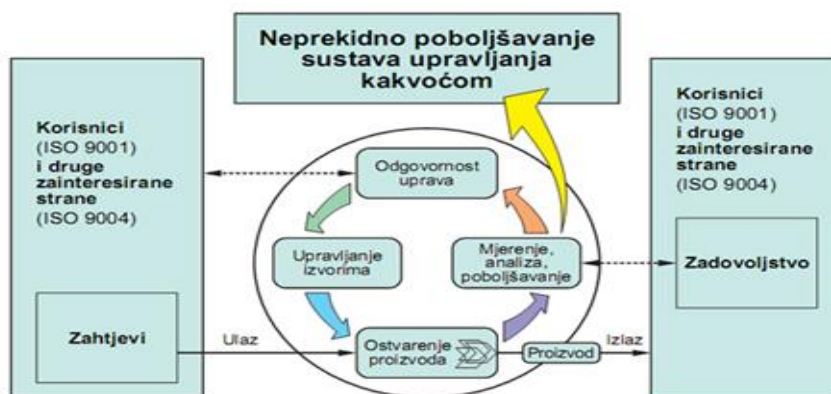 Neprekidno poboljšavanje
sustava upravljanja
kakvoćom
Korisnici
(ISO 9001)
i druge
zainteresirane
strane
(ISO 9004)
Zahtjevi
Ulaz
Odgovornost
uprava
Upravljanje
izvorima
Mjerenje,
analiza,
poboljšavanje
Ostvarenje
proizvoda
Proizvod
Izlaz
Korisnici
(ISO 9001)
i druge
zainteresirane
strane
(ISO 9004)
Zadovoljstvo